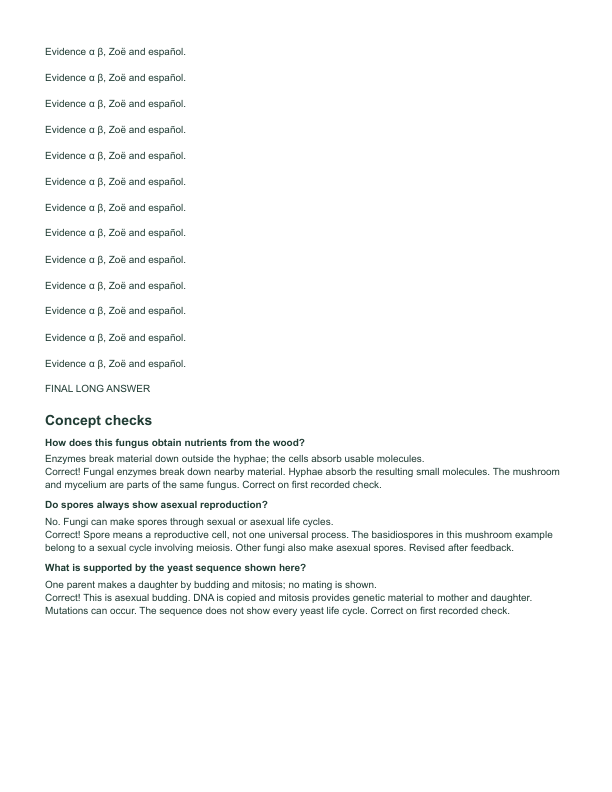 Evidence α β, Zoë and español.
Evidence α β, Zoë and español.
Evidence α β, Zoë and español.
Evidence α β, Zoë and español.
Evidence α β, Zoë and español.
Evidence α β, Zoë and español.
Evidence α β, Zoë and español.
Evidence α β, Zoë and español.
Evidence α β, Zoë and español.
Evidence α β, Zoë and español.
Evidence α β, Zoë and español.
Evidence α β, Zoë and español.
Evidence α β, Zoë and español.
FINAL LONG ANSWER
Concept checks
How does this fungus obtain nutrients from the wood?
Enzymes break material down outside the hyphae; the cells absorb usable molecules.
Correct! Fungal enzymes break down nearby material. Hyphae absorb the resulting small molecules. The mushroom
and mycelium are parts of the same fungus. Correct on first recorded check.
Do spores always show asexual reproduction?
No. Fungi can make spores through sexual or asexual life cycles.
Correct! Spore means a reproductive cell, not one universal process. The basidiospores in this mushroom example
belong to a sexual cycle involving meiosis. Other fungi also make asexual spores. Revised after feedback.
What is supported by the yeast sequence shown here?
One parent makes a daughter by budding and mitosis; no mating is shown.
Correct! This is asexual budding. DNA is copied and mitosis provides genetic material to mother and daughter.
Mutations can occur. The sequence does not show every yeast life cycle. Correct on first recorded check.